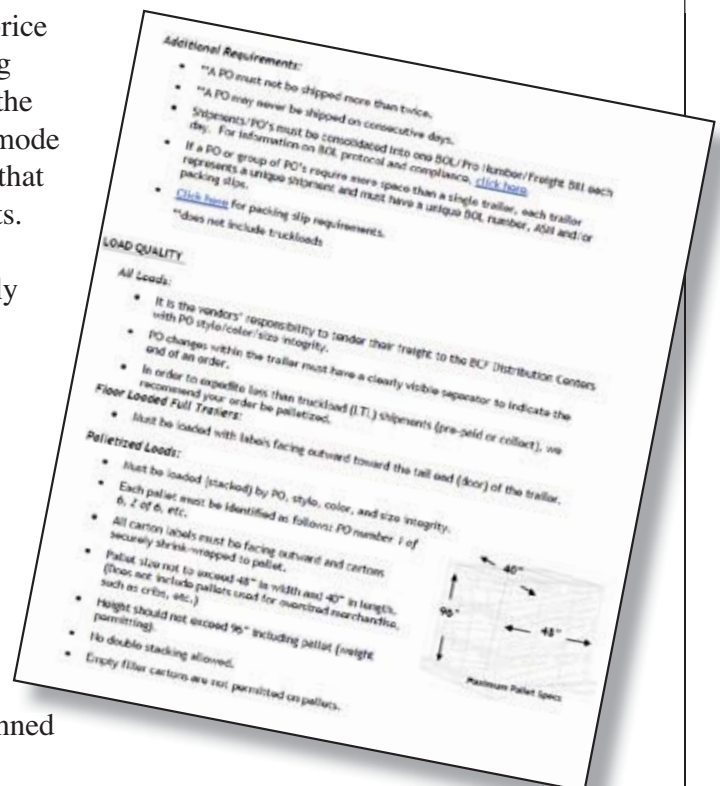 rice
g
the
mode
that
ts.
ly
nned
Additional Requirements:
• **A PO must not be shipped more than twice.
• **A PO may never be shipped on consecutive days.
• Shipments/PO's must be consolidated into one BOL/Pro Number/Freight Bill each
day. For information on BOL protocol and compliance, click here.
• If a PO or group of PO's require more space than a single trailer, each trailer
represents a unique shipment and must have a unique BOL number, ASN and/or
packing slips.
• Click here for packing slip requirements.
**does not include truckloads
LOAD QUALITY
All Loads:
• It is the vendors' responsibility to tender their freight to the BCF Distribution Centers
with PO style/color/size integrity.
• PO changes within the trailer must have a clearly visible separator to indicate the
end of an order.
• In order to expedite less than truckload (LTL) shipments (pre-paid or collect), we
recommend your order be palletized.
Floor Loaded Full Trailers:
• Must be loaded with labels facing outward toward the tail end (door) of the trailer.
Palletized Loads:
• Must be loaded (stacked) by PO, style, color, and size integrity.
• Each pallet must be identified as follows: PO number 1 of
6, 2 of 6, etc.
• All carton labels must be facing outward and cartons
securely shrink-wrapped to pallet.
• Pallet size not to exceed 48" in width and 40" in length.
(Does not include pallets used for oversized merchandise,
such as cribs, etc.)
• Height should not exceed 96" including pallet (weight
permitting).
• No double stacking allowed.
• Empty filler cartons are not permitted on pallets.
40"
96"
48"
Maximum Pallet Specs